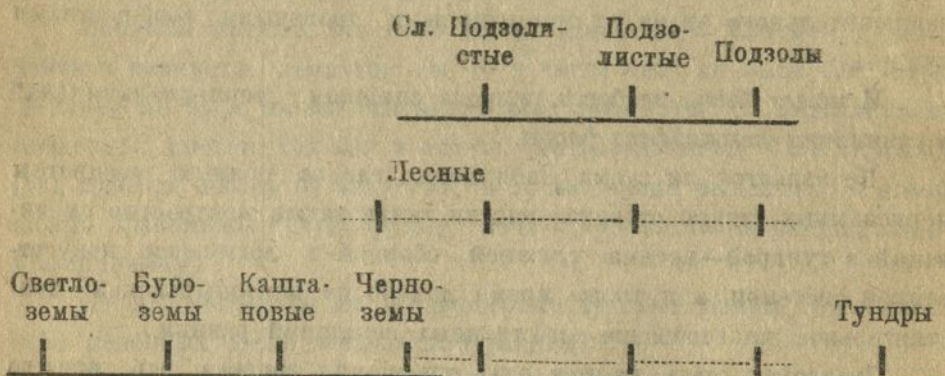 Сл. Подзоли- Подзо-
стые листые Подзолы
Лесные
Светло- Буро- Кашта- Черно-
земы земы новые земы Тундры